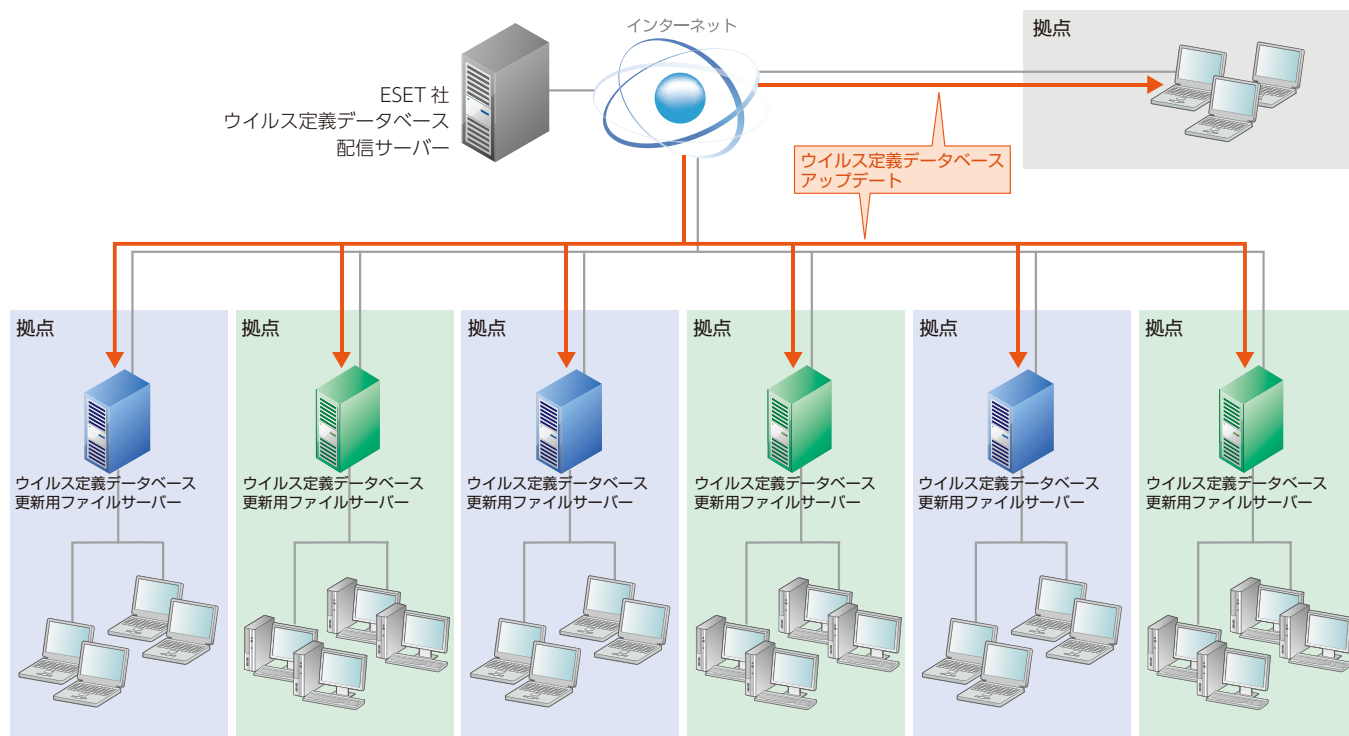 インターネット
拠点
ESET 社
ウイルス定義データベース
配信サーバー
ウイルス定義データベース
アップデート
拠点
拠点
拠点
拠点
拠点
拠点
ウイルス定義データベース
更新用ファイルサーバー
ウイルス定義データベース
更新用ファイルサーバー
ウイルス定義データベース
更新用ファイルサーバー
ウイルス定義データベース
更新用ファイルサーバー
ウイルス定義データベース
更新用ファイルサーバー
ウイルス定義データベース
更新用ファイルサーバー